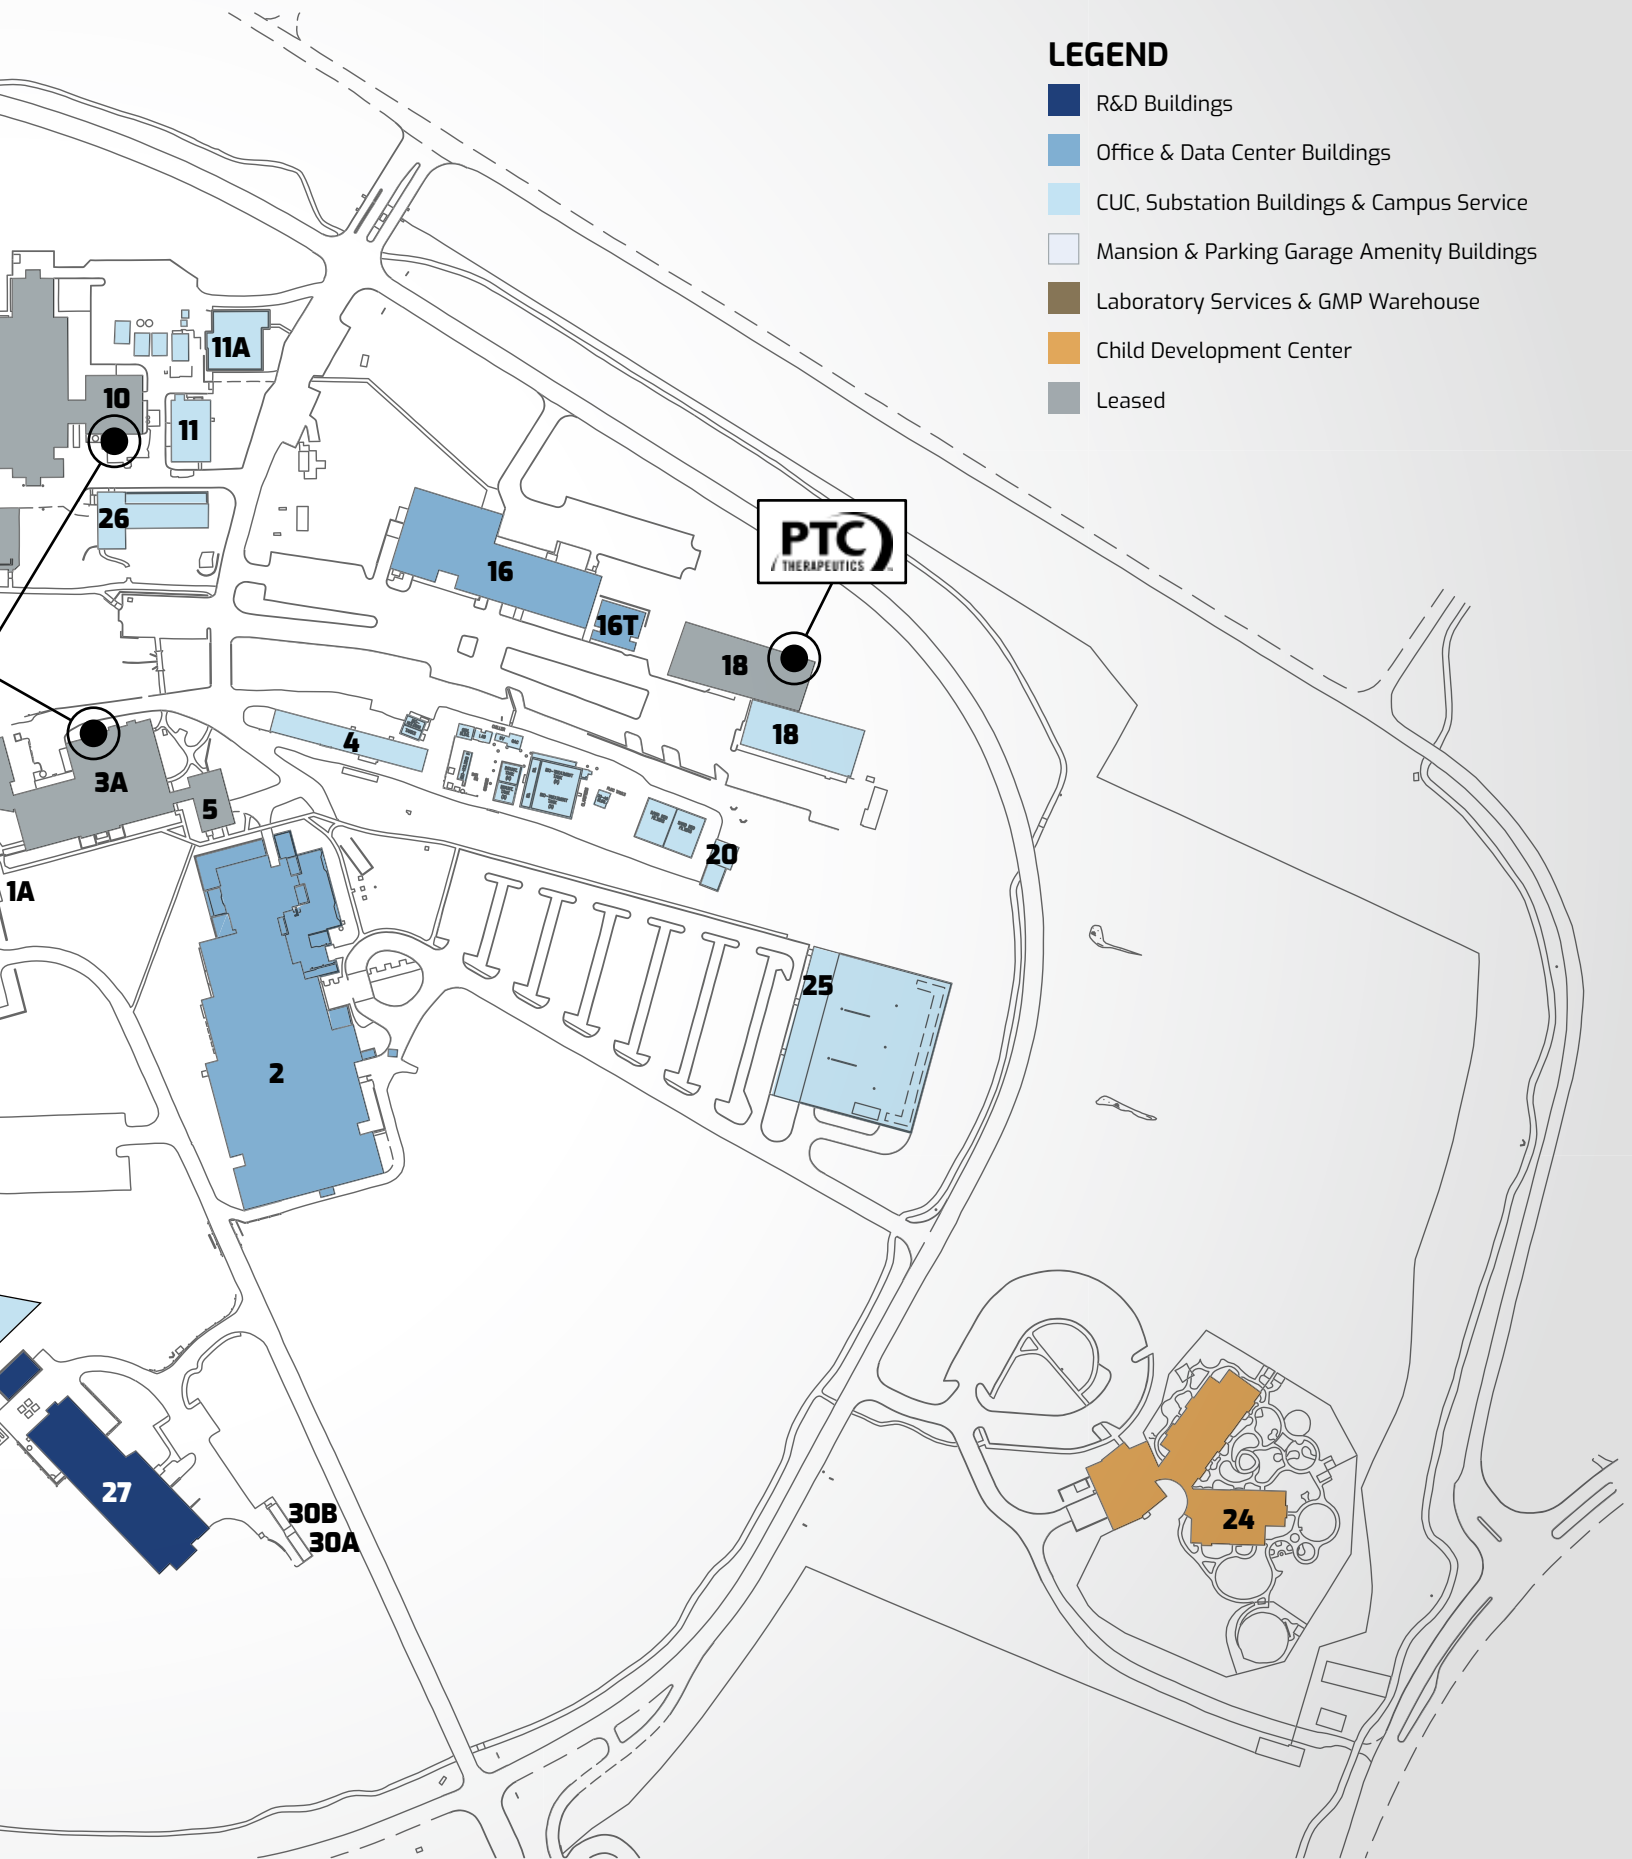 LEGEND
R&D Buildings
Office & Data Center Buildings
CUC, Substation Buildings & Campus Service
Mansion & Parking Garage Amenity Buildings
Laboratory Services & GMP Warehouse
Child Development Center
Leased
11A
10
11
26
16
16T
PTC
THERAPEUTICS
18
18
4
3A
5
20
1A
25
2
27
30B
30A
24